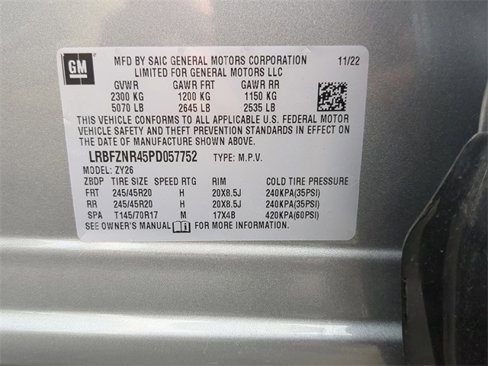 GM
MFD BY SAIC GENERAL MOTORS CORPORATION 11/22
LIMITED FOR GENERAL MOTORS LLC
GVWR GAWR FRT GAWR RR
2300 KG 1200 KG 1150 KG
5070 LB 2645 LB 2535 LB
THIS VEHICLE CONFORMS TO ALL APPLICABLE U.S. FEDERAL MOTOR
VEHICLE SAFETY AND THEFT PREVENTION STANDARDS IN EFFECT ON
THE DATE OF MANUFACTURE SHOWN ABOVE.
LRBFZNR45PD057752 TYPE: M.P.V.
MODEL: ZY26
ZBDP TIRE SIZE SPEED RTG RIM COLD TIRE PRESSURE
FRT 245/45R20 H 20X8.5J 240KPA(35PSI)
RR 245/45R20 H 20X8.5J 240KPA(35PSI)
SPA T145/70R17 M 17X4B 420KPA(60PSI)
SEE OWNER'S MANUAL FOR MORE INFORMATION.